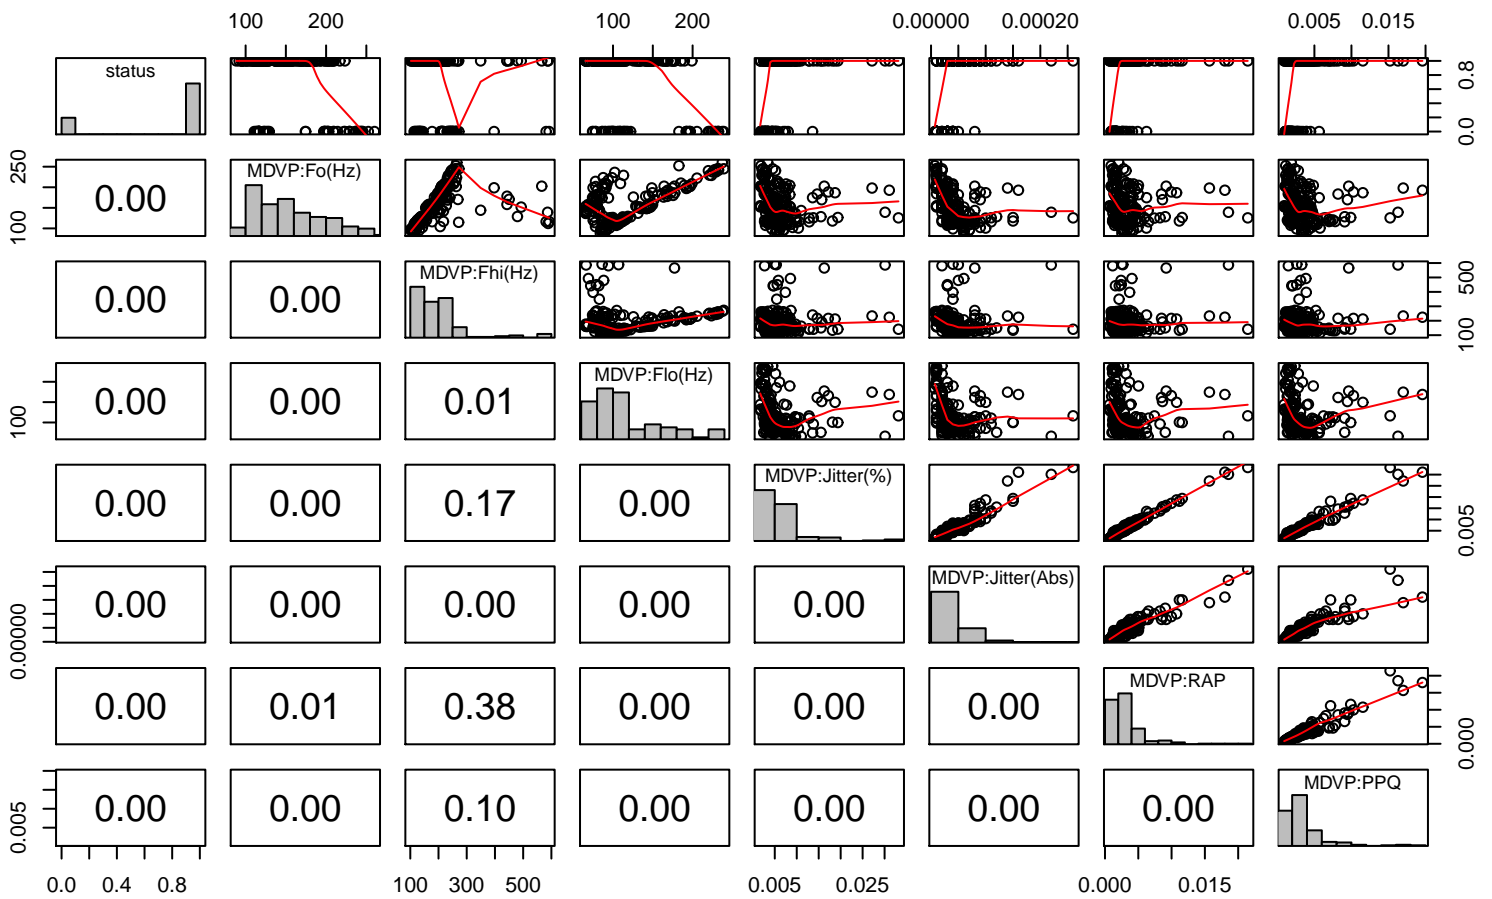 100 200 100 200 0.00000 0.00020 0.005 0.015
status 0.0 0.8
100 250 0.00 MDVP:Fo(Hz)
0.00 0.00 MDVP:Fhi(Hz) 100 500
100 0.00 0.00 0.01 MDVP:Flo(Hz)
0.00 0.00 0.17 0.00 MDVP:Jitter(%) 0.005
0.00000 0.00 0.00 0.00 0.00 0.00 MDVP:Jitter(Abs)
0.00 0.01 0.38 0.00 0.00 0.00 MDVP:RAP 0.000
0.005 0.00 0.00 0.10 0.00 0.00 0.00 0.00 MDVP:PPQ
0.0 0.4 0.8 100 300 500 0.005 0.025 0.000 0.015